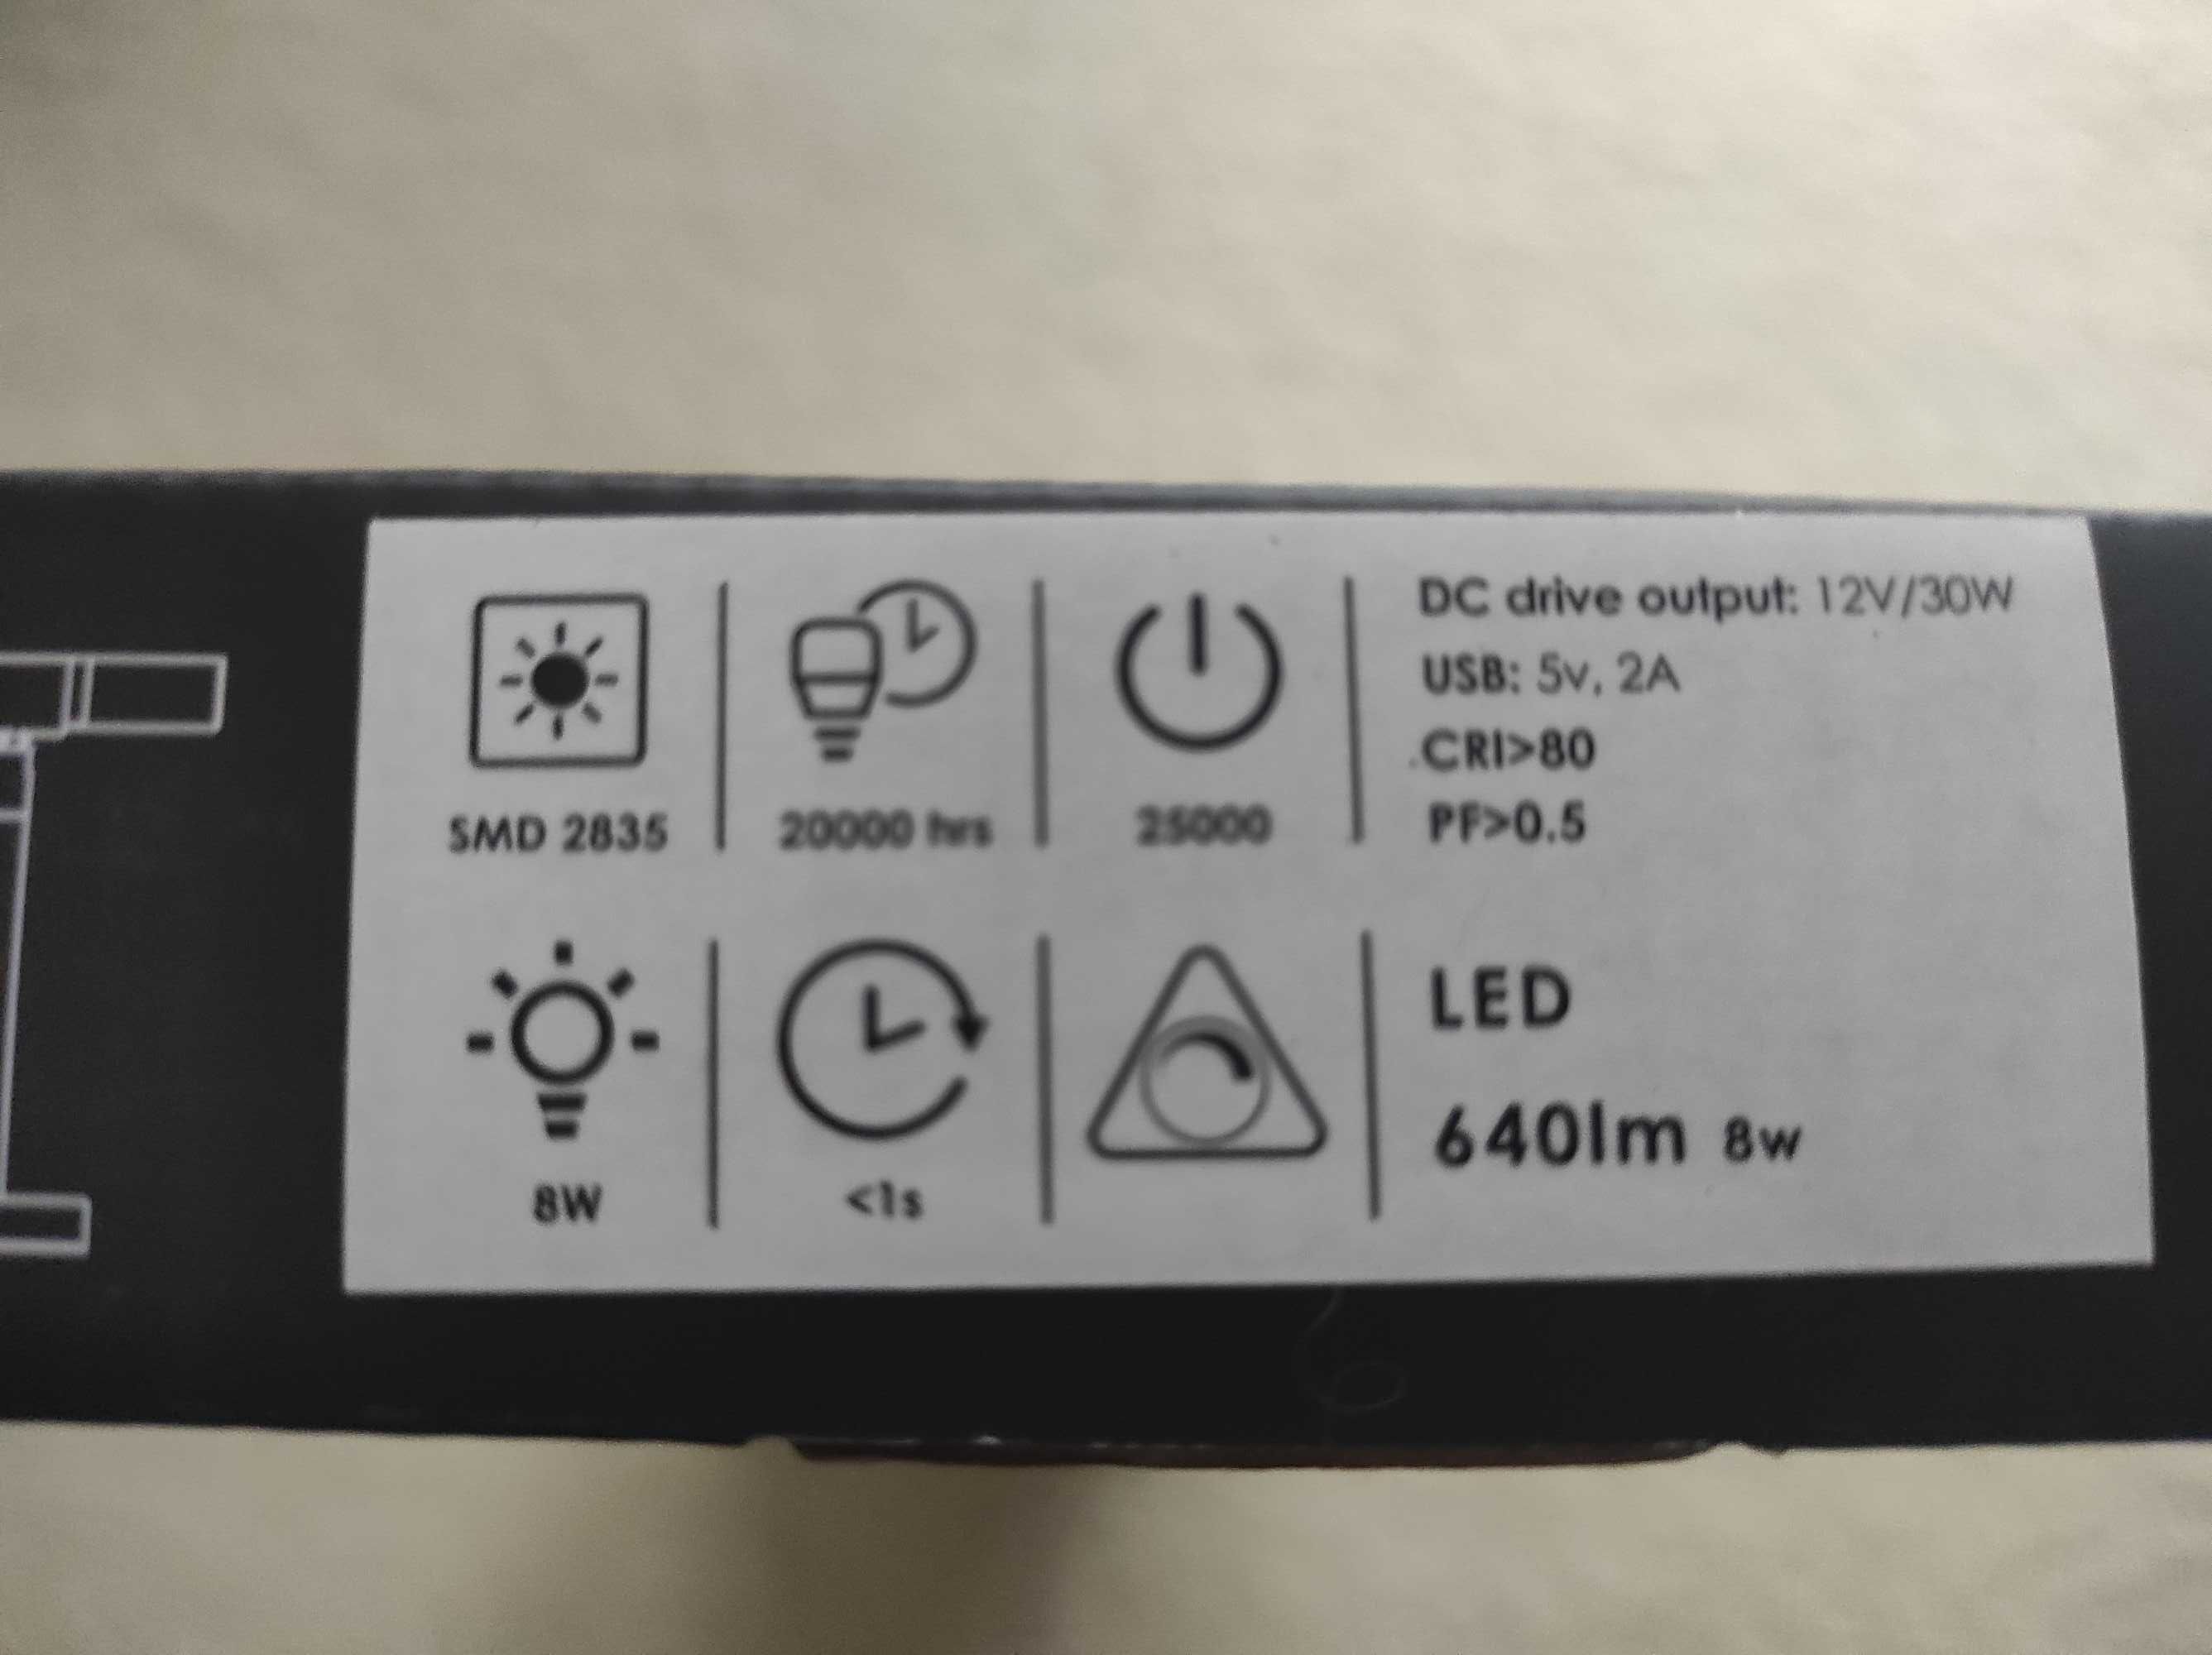 SMD 2835
20000 hrs
25000
DC drive output: 12V/30W
USB: 5v, 2A
CRI>80
PF>0.5
8W
<1s
LED
640lm 8w